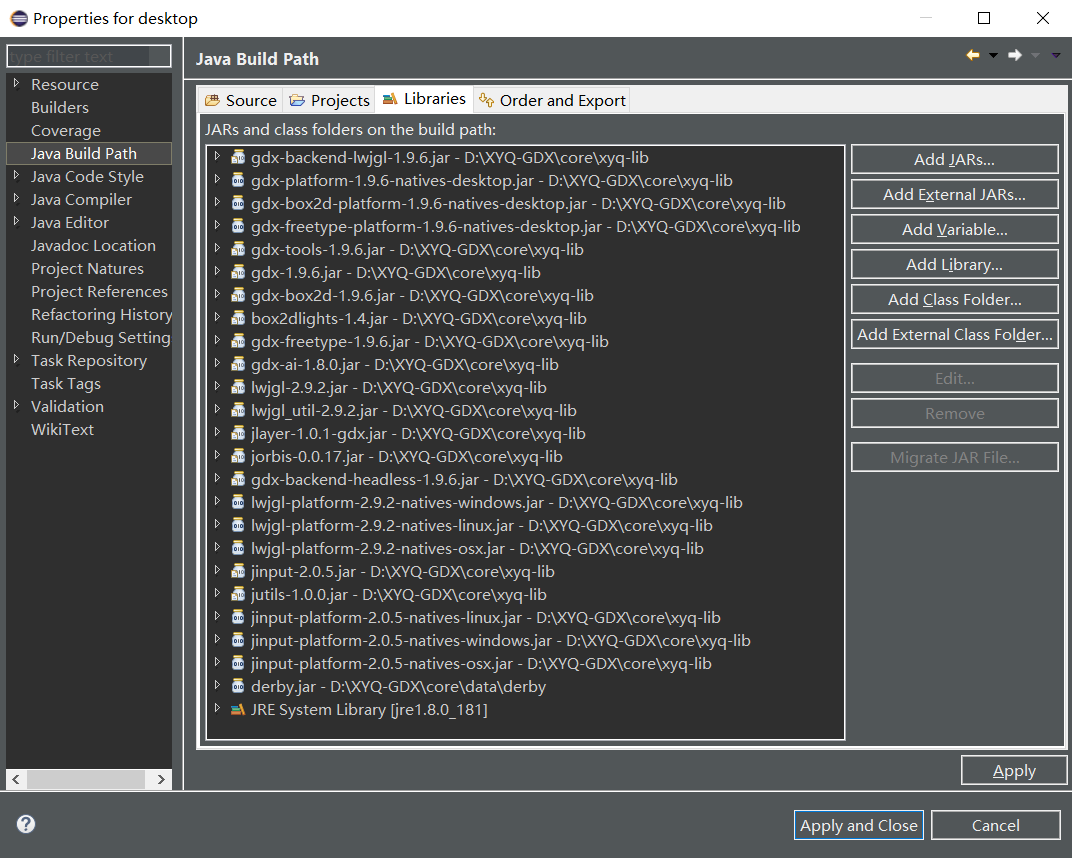 Properties for desktop
type filter text
Resource
Builders
Coverage
Java Build Path
Java Code Style
Java Compiler
Java Editor
Javadoc Location
Project Natures
Project References
Refactoring History
Run/Debug Setting
Task Repository
Task Tags
Validation
WikiText
Java Build Path
Source Projects Libraries Order and Export
JARs and class folders on the build path:
gdx-backend-lwjgl-1.9.6.jar - D:\XYQ-GDX\core\xyq-lib
gdx-platform-1.9.6-natives-desktop.jar - D:\XYQ-GDX\core\xyq-lib
gdx-box2d-platform-1.9.6-natives-desktop.jar - D:\XYQ-GDX\core\xyq-lib
gdx-freetype-platform-1.9.6-natives-desktop.jar - D:\XYQ-GDX\core\xyq-lib
gdx-tools-1.9.6.jar - D:\XYQ-GDX\core\xyq-lib
gdx-1.9.6.jar - D:\XYQ-GDX\core\xyq-lib
gdx-box2d-1.9.6.jar - D:\XYQ-GDX\core\xyq-lib
box2dlights-1.4.jar - D:\XYQ-GDX\core\xyq-lib
gdx-freetype-1.9.6.jar - D:\XYQ-GDX\core\xyq-lib
gdx-ai-1.8.0.jar - D:\XYQ-GDX\core\xyq-lib
lwjgl-2.9.2.jar - D:\XYQ-GDX\core\xyq-lib
lwjgl_util-2.9.2.jar - D:\XYQ-GDX\core\xyq-lib
jlayer-1.0.1-gdx.jar - D:\XYQ-GDX\core\xyq-lib
jorbis-0.0.17.jar - D:\XYQ-GDX\core\xyq-lib
gdx-backend-headless-1.9.6.jar - D:\XYQ-GDX\core\xyq-lib
lwjgl-platform-2.9.2-natives-windows.jar - D:\XYQ-GDX\core\xyq-lib
lwjgl-platform-2.9.2-natives-linux.jar - D:\XYQ-GDX\core\xyq-lib
lwjgl-platform-2.9.2-natives-osx.jar - D:\XYQ-GDX\core\xyq-lib
jinput-2.0.5.jar - D:\XYQ-GDX\core\xyq-lib
jutils-1.0.0.jar - D:\XYQ-GDX\core\xyq-lib
jinput-platform-2.0.5-natives-linux.jar - D:\XYQ-GDX\core\xyq-lib
jinput-platform-2.0.5-natives-windows.jar - D:\XYQ-GDX\core\xyq-lib
jinput-platform-2.0.5-natives-osx.jar - D:\XYQ-GDX\core\xyq-lib
derby.jar - D:\XYQ-GDX\core\data\derby
JRE System Library [jre1.8.0_181]
Add JARs...
Add External JARs...
Add Variable...
Add Library...
Add Class Folder...
Add External Class Folder...
Edit...
Remove
Migrate JAR File...
Apply
Apply and Close
Cancel